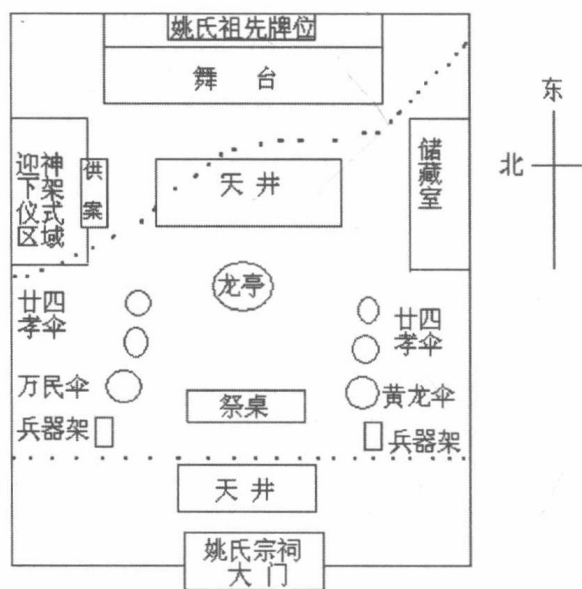 姚氏祖先牌位
舞 台
东
北
迎神
下架
仪式
区域
供
案
天井
储
藏
室
龙亭
廿四
孝伞
廿四
孝伞
万民伞
祭桌
黄龙伞
兵器架
兵器架
天井
姚氏宗祠
大 门